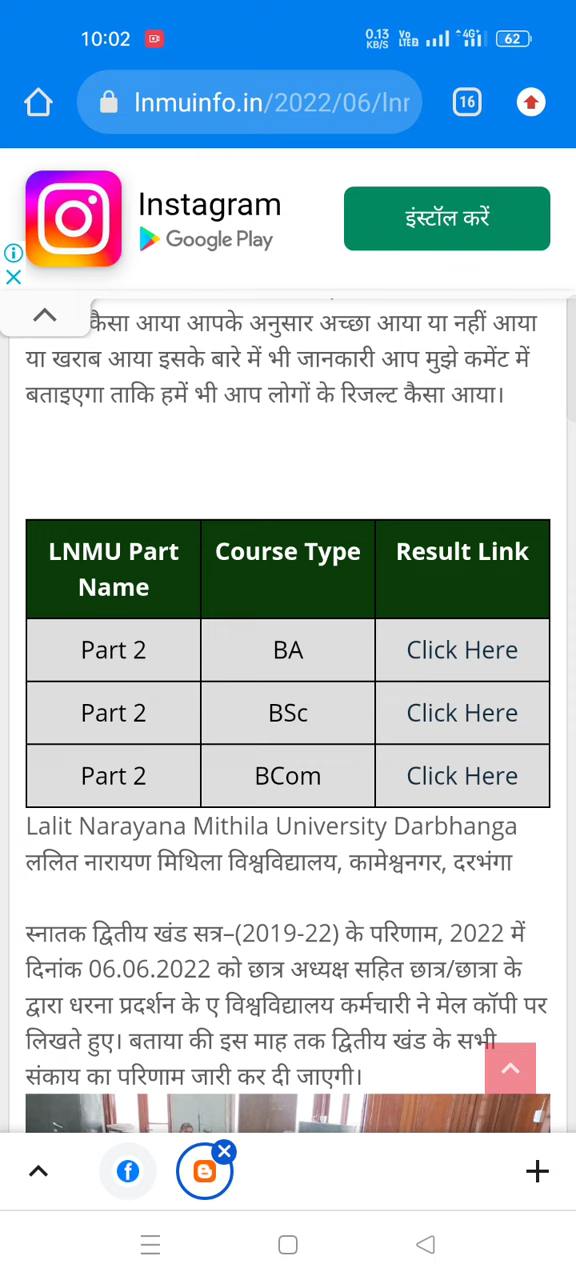 10:02
0.13 KB/S
Vo LTE 2
4G+
62
lnmuinfo.in/2022/06/lnr
16
Instagram
Google Play
इंस्टॉल करें
कैसा आया आपके अनुसार अच्छा आया या नहीं आया
या खराब आया इसके बारे में भी जानकारी आप मुझे कमेंट में
बताइएगा ताकि हमें भी आप लोगों के रिजल्ट कैसा आया।
LNMU Part Name Course Type Result Link
Part 2 BA Click Here
Part 2 BSc Click Here
Part 2 BCom Click Here
Lalit Narayana Mithila University Darbhanga
ललित नारायण मिथिला विश्वविद्यालय, कामेश्वनगर, दरभंगा
स्नातक द्वितीय खंड सत्र–(2019-22) के परिणाम, 2022 में
दिनांक 06.06.2022 को छात्र अध्यक्ष सहित छात्र/छात्रा के
द्वारा धरना प्रदर्शन के ए विश्वविद्यालय कर्मचारी ने मेल कॉपी पर
लिखते हुए। बताया की इस माह तक द्वितीय खंड के सभी
संकाय का परिणाम जारी कर दी जाएगी।